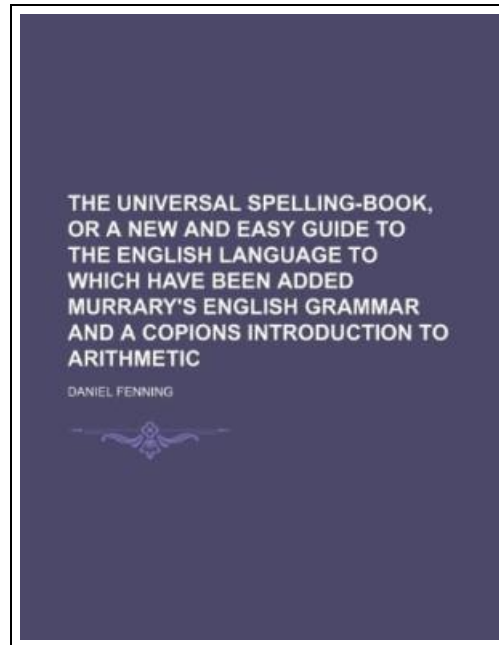 THE UNIVERSAL SPELLING-BOOK,
OR A NEW AND EASY GUIDE TO
THE ENGLISH LANGUAGE TO
WHICH HAVE BEEN ADDED
MURRARY'S ENGLISH GRAMMAR
AND A COPIONS INTRODUCTION TO
ARITHMETIC
DANIEL FENNING